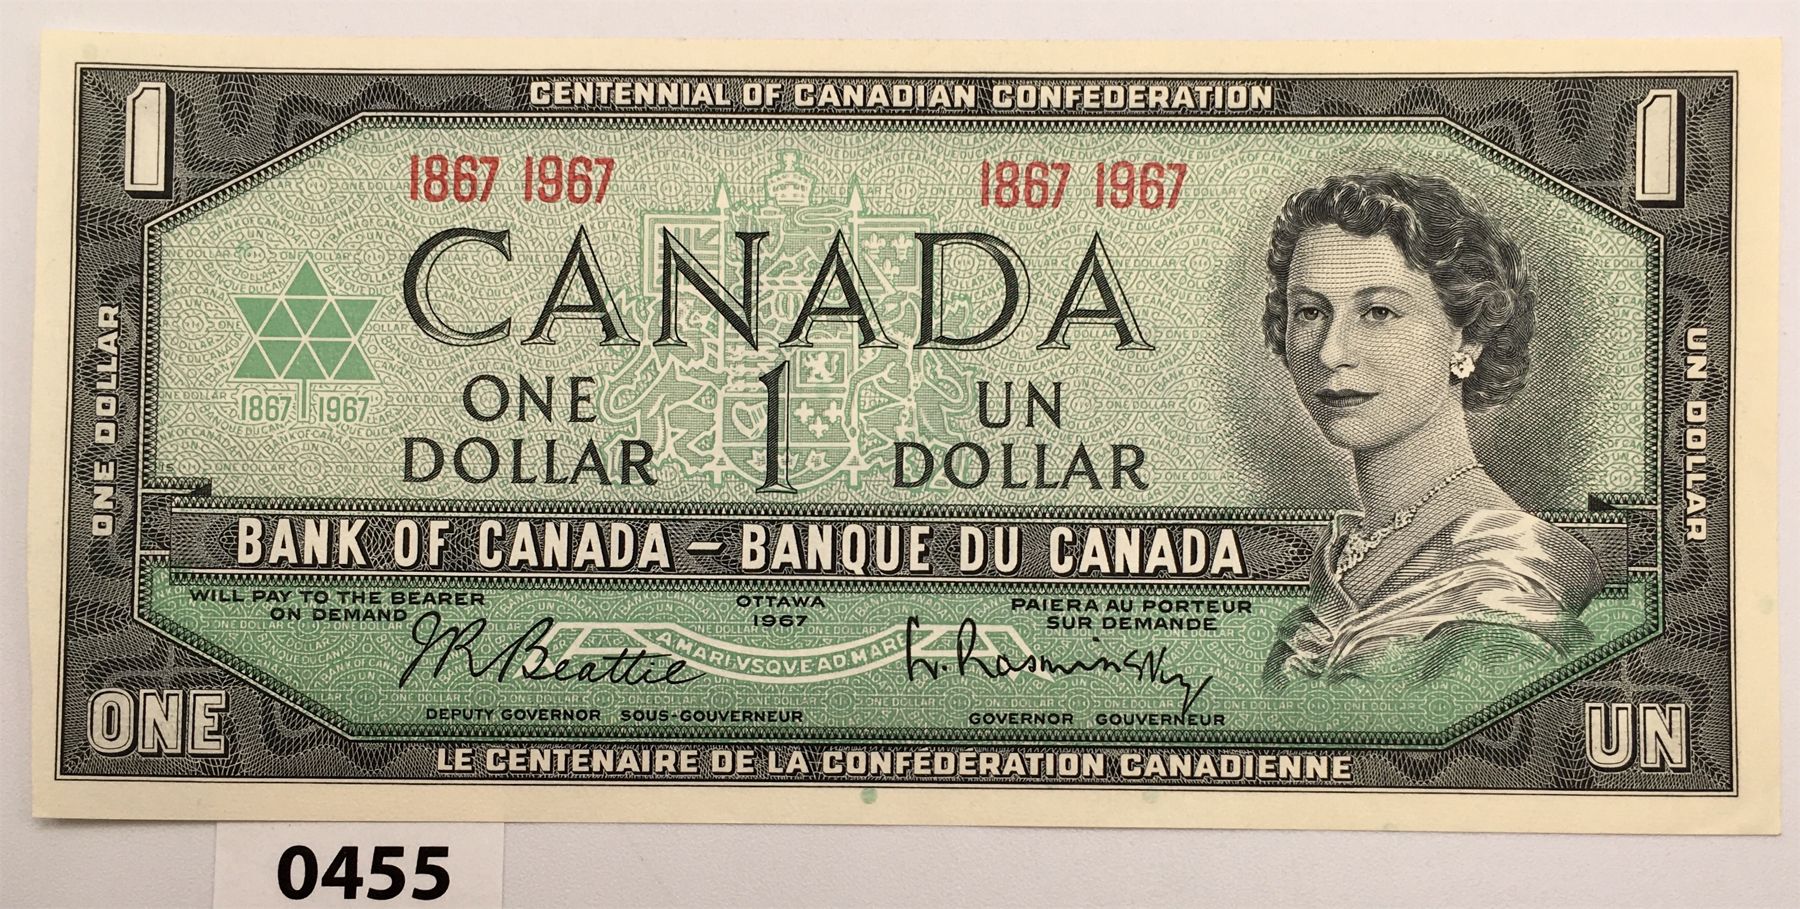 CENTENNIAL OF CANADIAN CONFEDERATION
1 1
1867 1967 1867 1967
CANADA
1867 1967
ONE DOLLAR
1
UN DOLLAR
ONE DOLLAR
UN DOLLAR
BANK OF CANADA – BANQUE DU CANADA
WILL PAY TO THE BEARER
ON DEMAND
OTTAWA
1967
PAIERA AU PORTEUR
SUR DEMANDE
A MARI VSQVE AD MARE
J R Beattie
L. Rasminsky
DEPUTY GOVERNOR SOUS-GOUVERNEUR
GOVERNOR GOUVERNEUR
ONE
UN
LE CENTENAIRE DE LA CONFÉDÉRATION CANADIENNE
0455